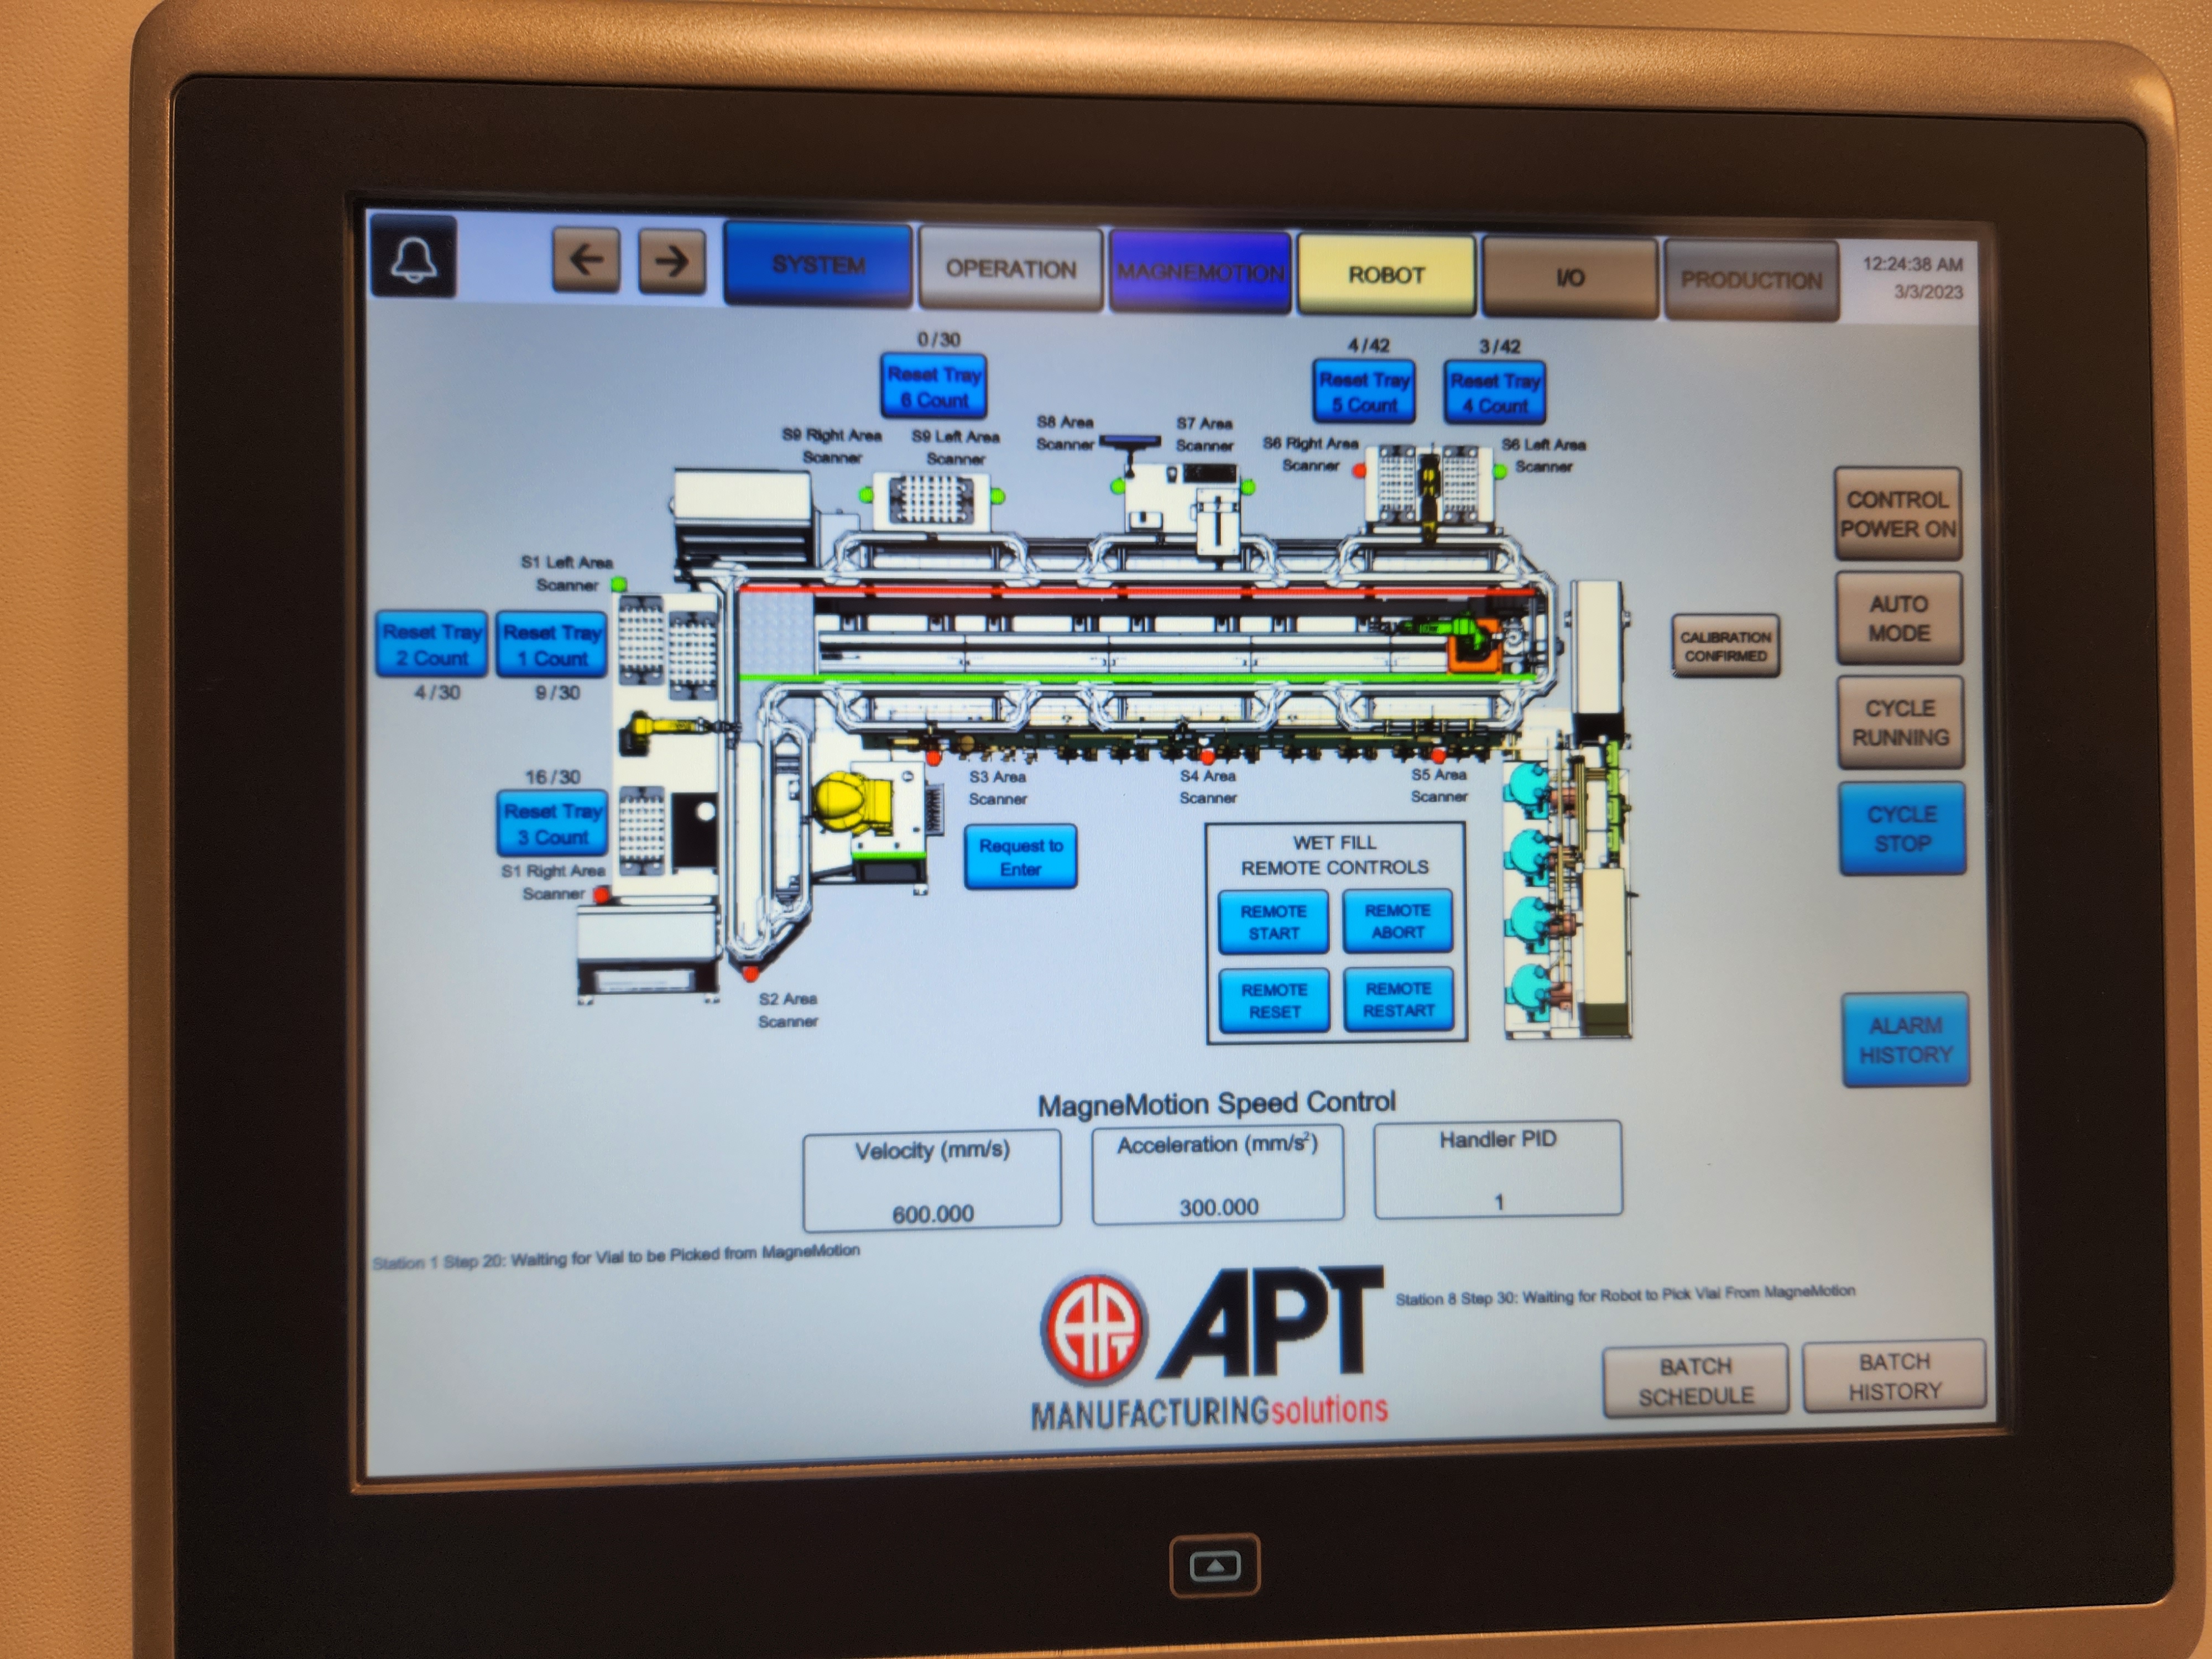 SYSTEM
OPERATION
MAGNEMOTION
ROBOT
I/O
PRODUCTION
12:24:38 AM
3/3/2023
0/30
Reset Tray
6 Count
4/42
Reset Tray
5 Count
3/42
Reset Tray
4 Count
S9 Right Area
Scanner
S9 Left Area
Scanner
S8 Area
Scanner
S7 Area
Scanner
S6 Right Area
Scanner
S6 Left Area
Scanner
CONTROL
POWER ON
S1 Left Area
Scanner
AUTO
MODE
Reset Tray
2 Count
4/30
Reset Tray
1 Count
9/30
CALIBRATION
CONFIRMED
CYCLE
RUNNING
16/30
Reset Tray
3 Count
S1 Right Area
Scanner
S3 Area
Scanner
S4 Area
Scanner
S5 Area
Scanner
CYCLE
STOP
Request to
Enter
WET FILL
REMOTE CONTROLS
REMOTE
START
REMOTE
ABORT
REMOTE
RESET
REMOTE
RESTART
S2 Area
Scanner
ALARM
HISTORY
MagneMotion Speed Control
Velocity (mm/s)
600.000
Acceleration (mm/s²)
300.000
Handler PID
1
Station 1 Step 20: Waiting for Vial to be Picked from MagneMotion
Station 8 Step 30: Waiting for Robot to Pick Vial From MagneMotion
APT
APT
MANUFACTURINGsolutions
BATCH
SCHEDULE
BATCH
HISTORY